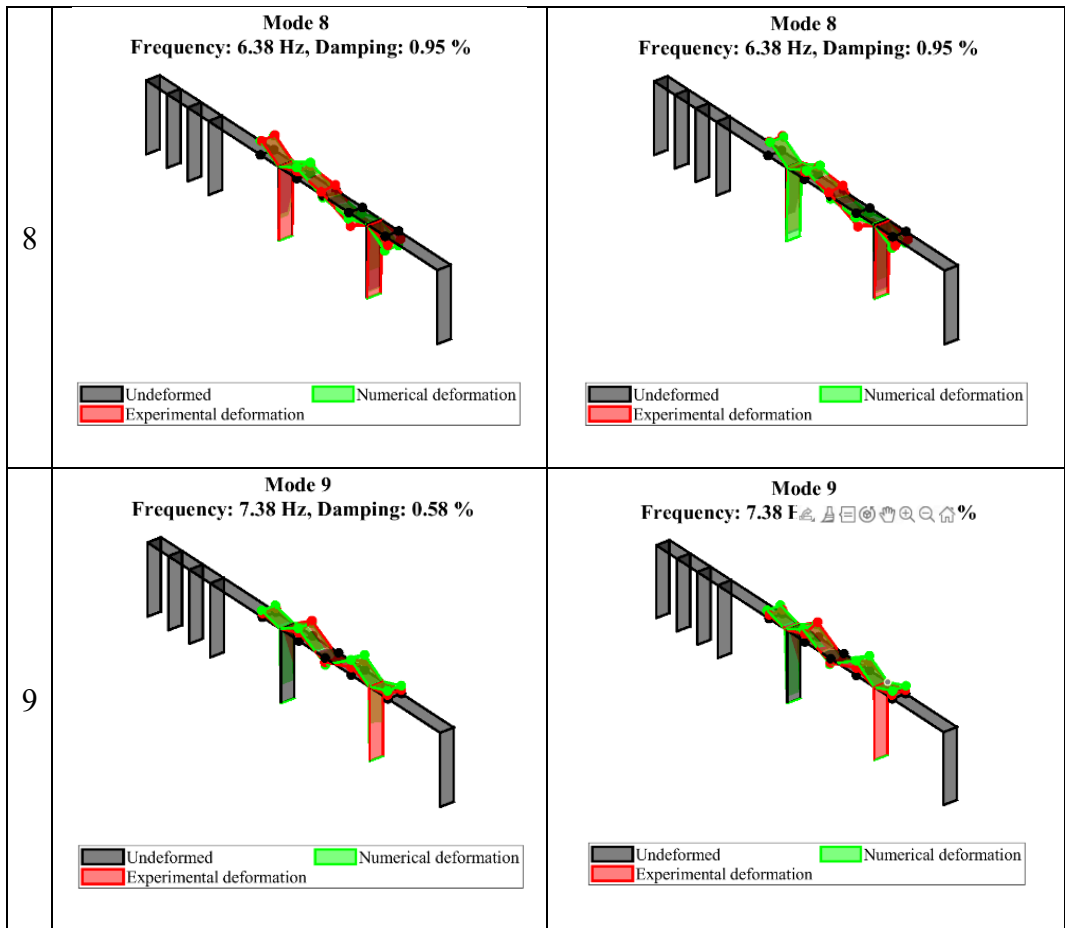 8
Mode 8
Frequency: 6.38 Hz, Damping: 0.95 %
Undeformed
Numerical deformation
Experimental deformation
Mode 8
Frequency: 6.38 Hz, Damping: 0.95 %
Undeformed
Numerical deformation
Experimental deformation
9
Mode 9
Frequency: 7.38 Hz, Damping: 0.58 %
Undeformed
Numerical deformation
Experimental deformation
Mode 9
Frequency: 7.38 %
Undeformed
Numerical deformation
Experimental deformation